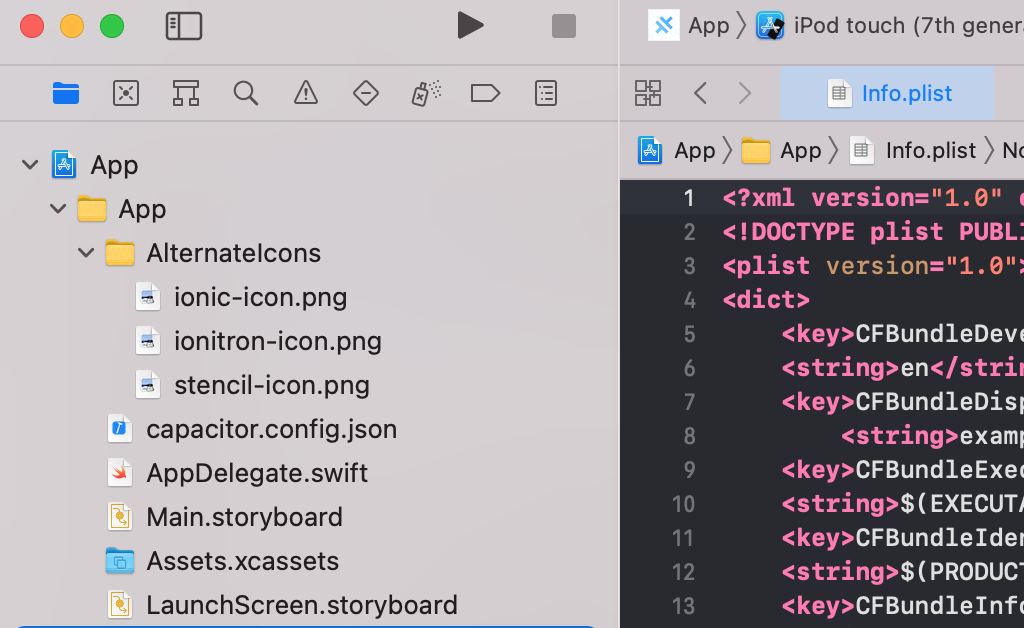 App
App
AlternateIcons
ionic-icon.png
ionitron-icon.png
stencil-icon.png
capacitor.config.json
AppDelegate.swift
Main.storyboard
Assets.xcassets
LaunchScreen.storyboard
App iPod touch (7th gener
Info.plist
App App Info.plist No
1 <?xml version="1.0" e
2 <!DOCTYPE plist PUBLI
3 <plist version="1.0">
4 <dict>
5 <key>CFBundleDeve
6 <string>en</strin
7 <key>CFBundleDisp
8 <string>examp
9 <key>CFBundleExec
10 <string>$(EXECUTA
11 <key>CFBundleIden
12 <string>$(PRODUCT
13 <key>CFBundleInfo